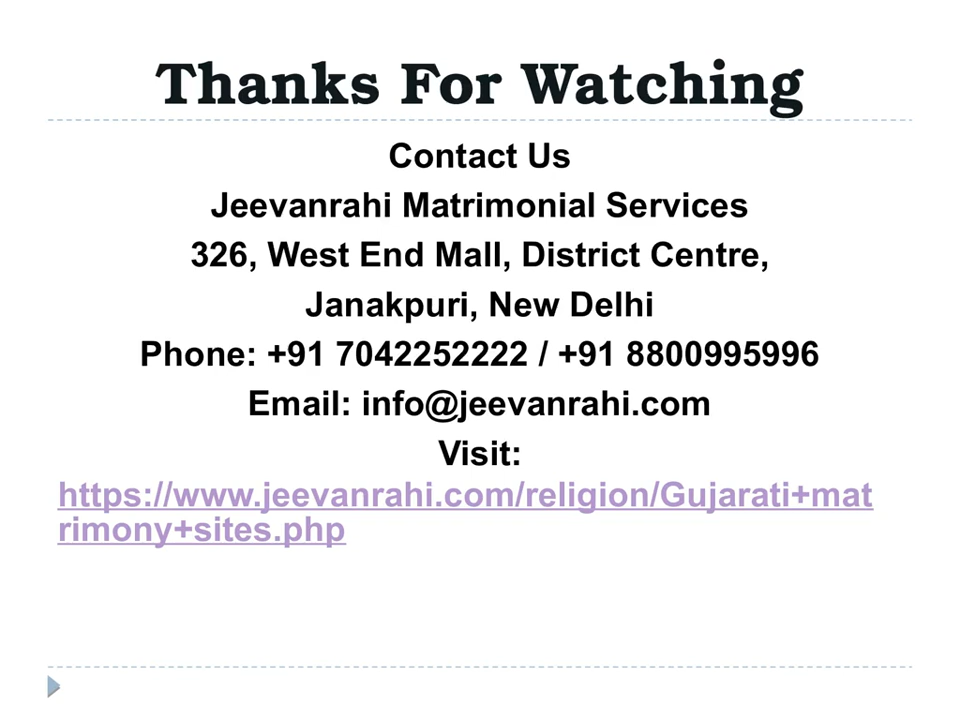 Thanks For Watching
Contact Us
Jeevanrahi Matrimonial Services
326, West End Mall, District Centre,
Janakpuri, New Delhi
Phone: +91 7042252222 / +91 8800995996
Email: info@jeevanrahi.com
Visit:
https://www.jeevanrahi.com/religion/Gujarati+mat
rimony+sites.php